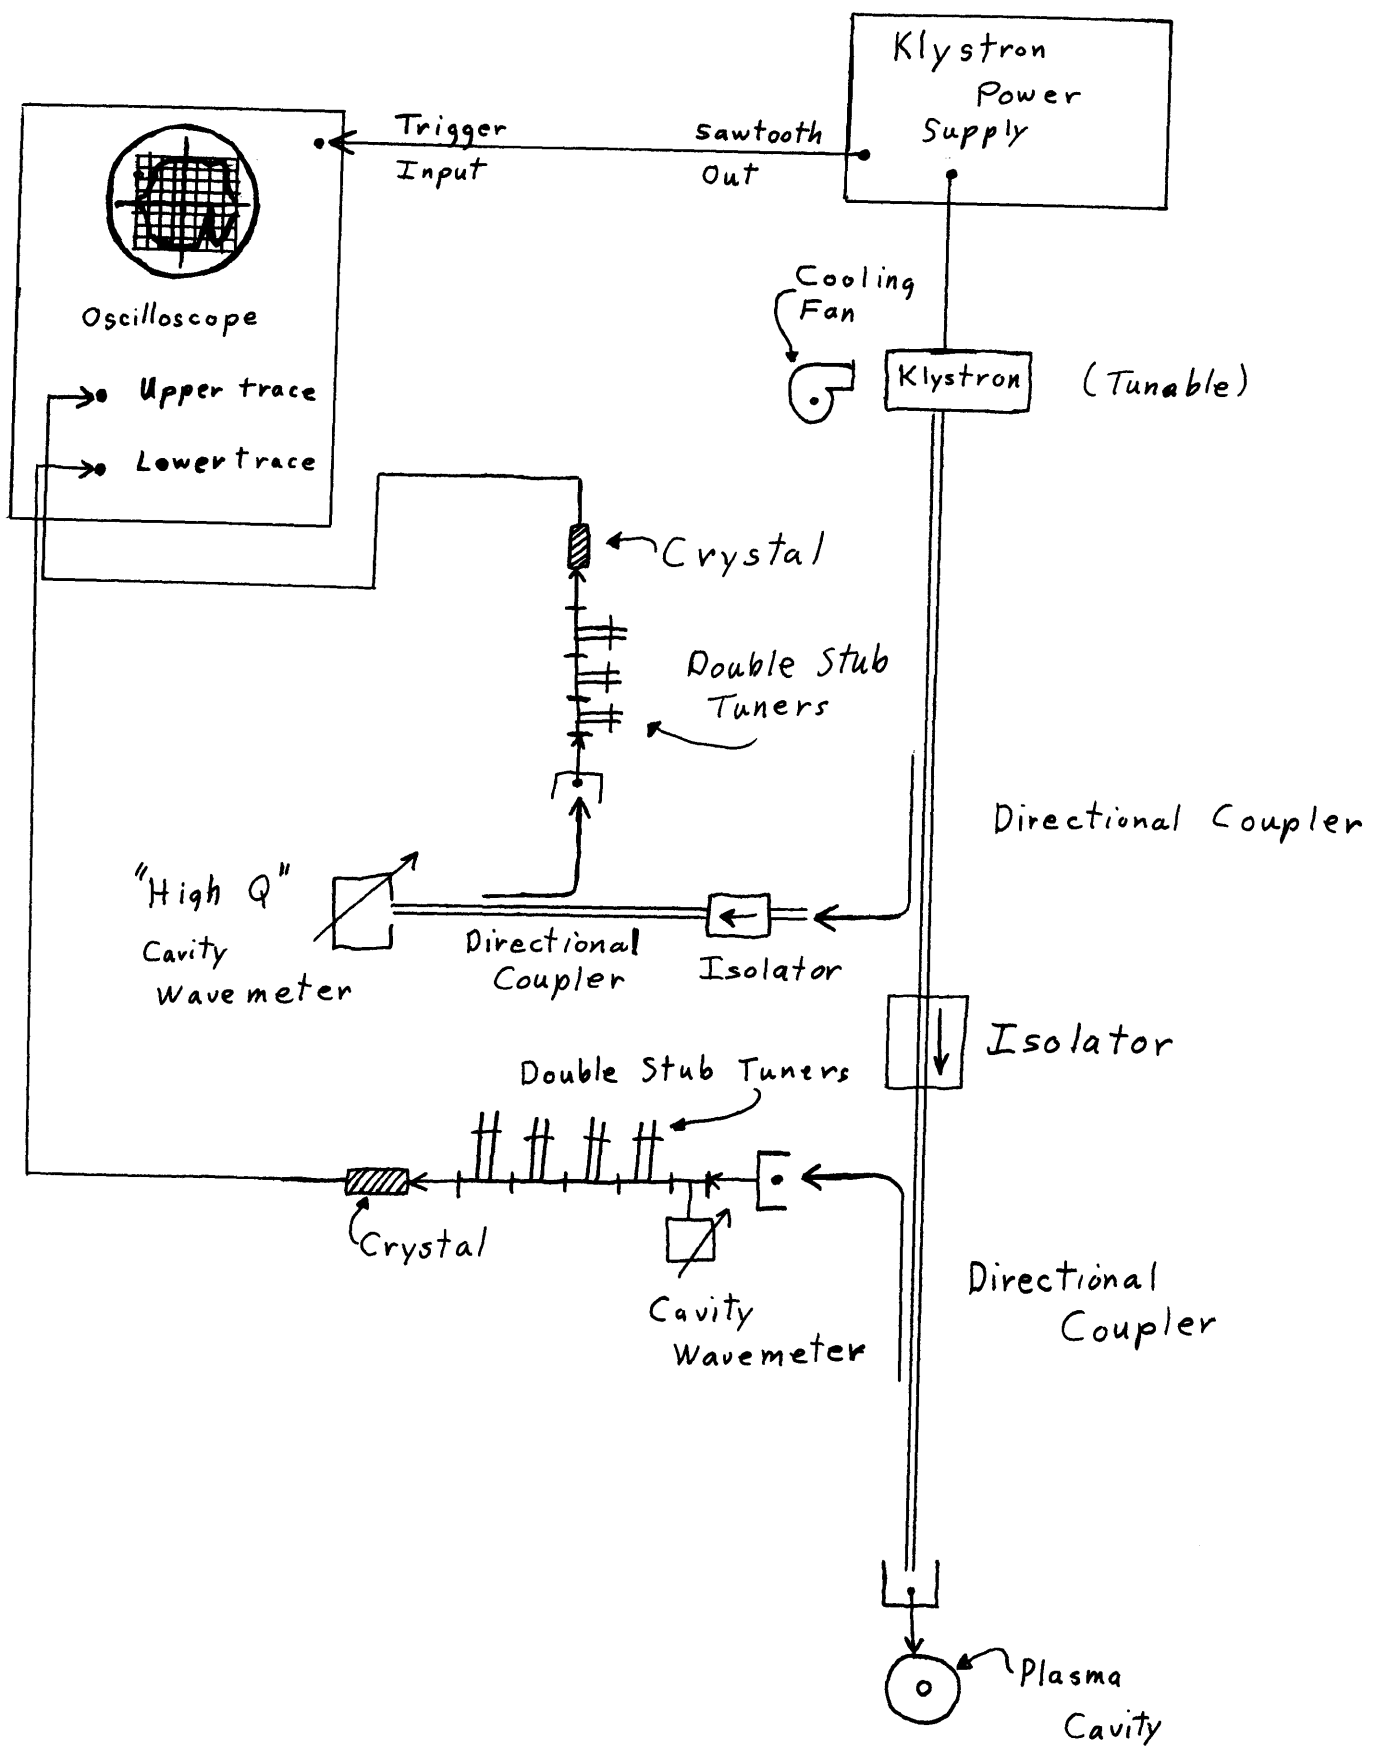 Klystron
Power
Supply
Trigger
Input
Sawtooth
Out
Oscilloscope
Upper trace
Lower trace
Cooling
Fan
Klystron
(Tunable)
Crystal
Double Stub
Tuners
Directional Coupler
"High Q"
Cavity
Wavemeter
Directional
Coupler
Isolator
Isolator
Double Stub Tuners
Crystal
Cavity
Wavemeter
Directional
Coupler
Plasma
Cavity